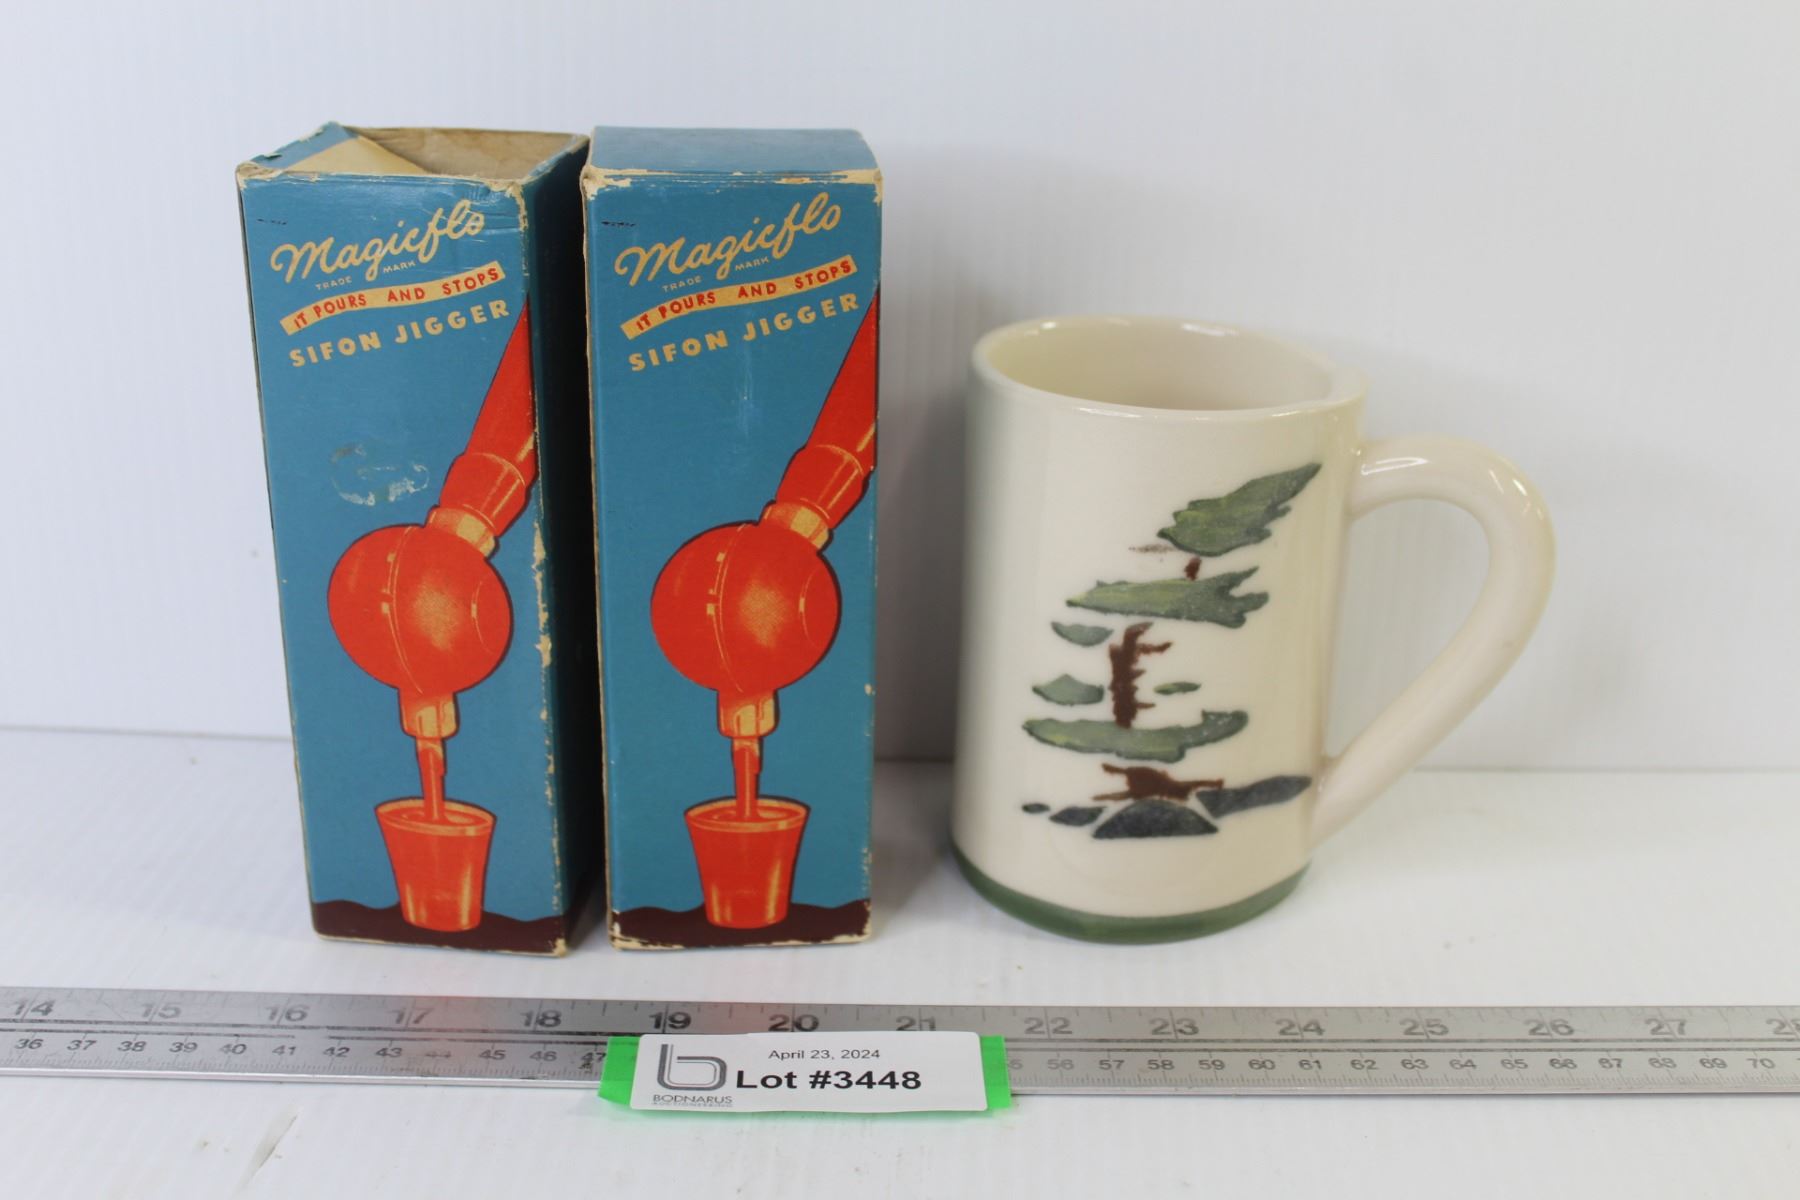 Magicflo
TRADE MARK
IT POURS AND STOPS
SIFON JIGGER
Magicflo
TRADE MARK
IT POURS AND STOPS
SIFON JIGGER
14 15 16 17 18 19 20 21 22 23 24 25 26 27 28
36 37 38 39 40 41 42 43 44 45 46 47 56 57 58 59 60 61 62 63 64 65 66 67 68 69 70
April 23, 2024
b Lot #3448
BODNARUS
AUCTIONEERING